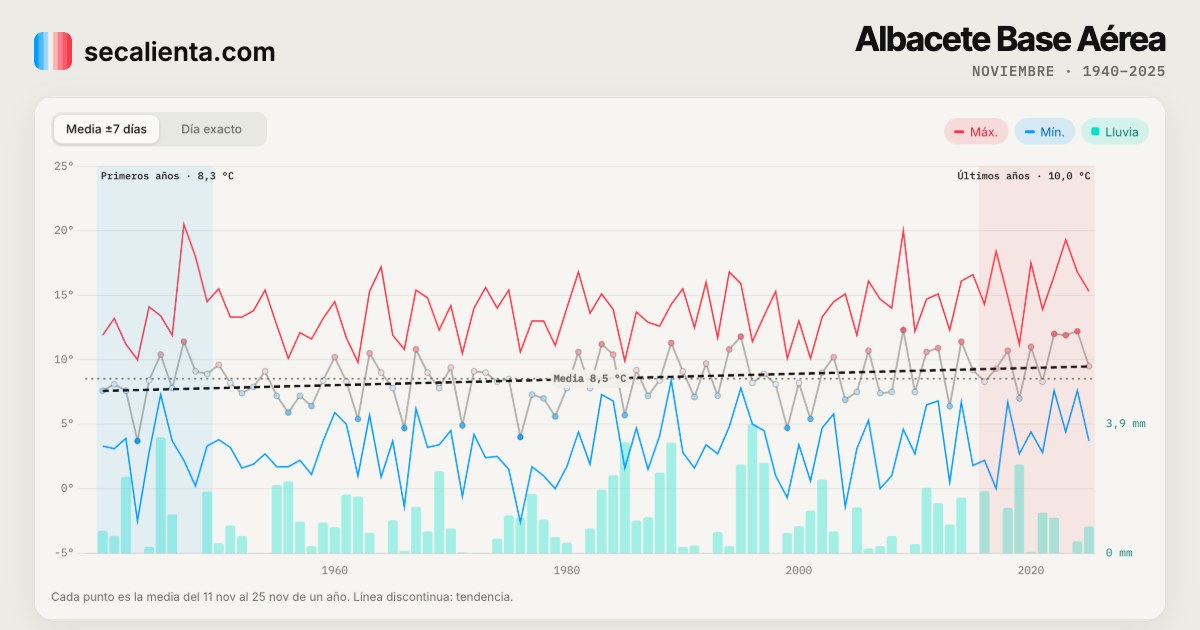 secalienta.com
Albacete Base Aérea
NOVIEMBRE · 1940–2025
Media ±7 días
Día exacto
Máx.
Mín.
Lluvia
25°
Primeros años · 8,3 °C
Últimos años · 10,0 °C
20°
15°
10°
Media 8,5 °C
5°
3,9 mm
0°
-5°
0 mm
1960
1980
2000
2020
Cada punto es la media del 11 nov al 25 nov de un año. Línea discontinua: tendencia.